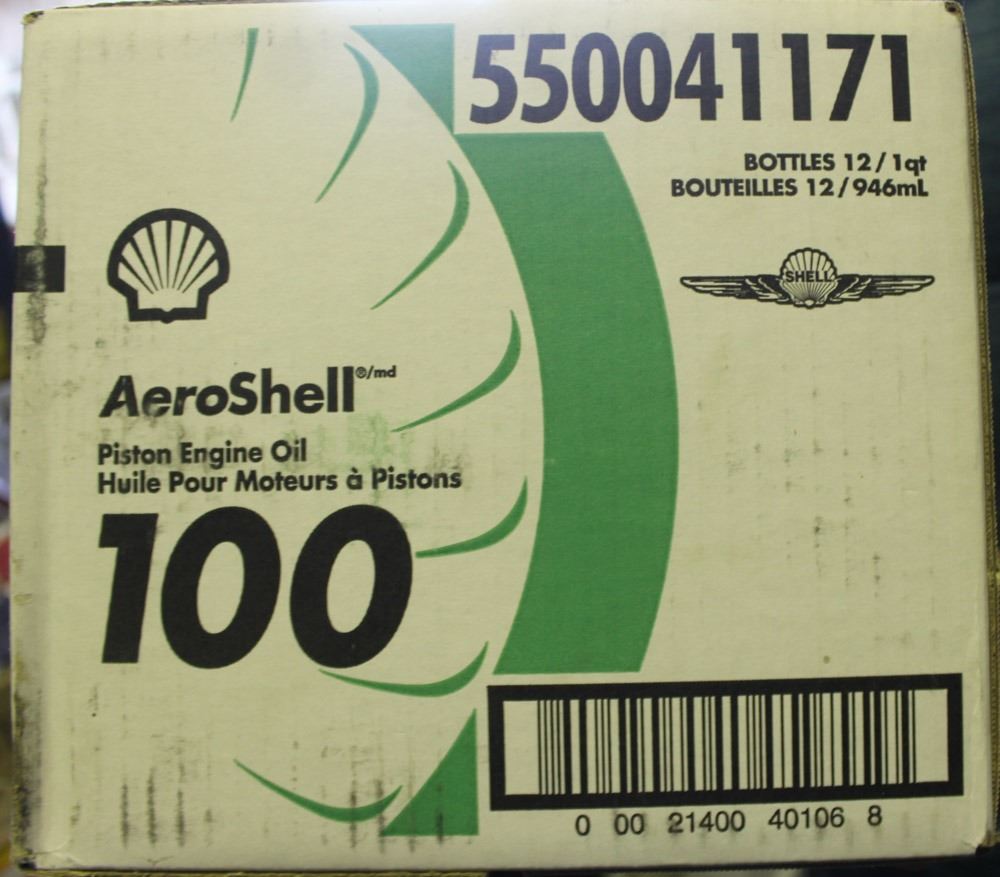 550041171
BOTTLES 12/1qt
BOUTEILLES 12/946mL
SHELL
AeroShell®/md
Piston Engine Oil
Huile Pour Moteurs à Pistons
100
0 00 21400 40106 8